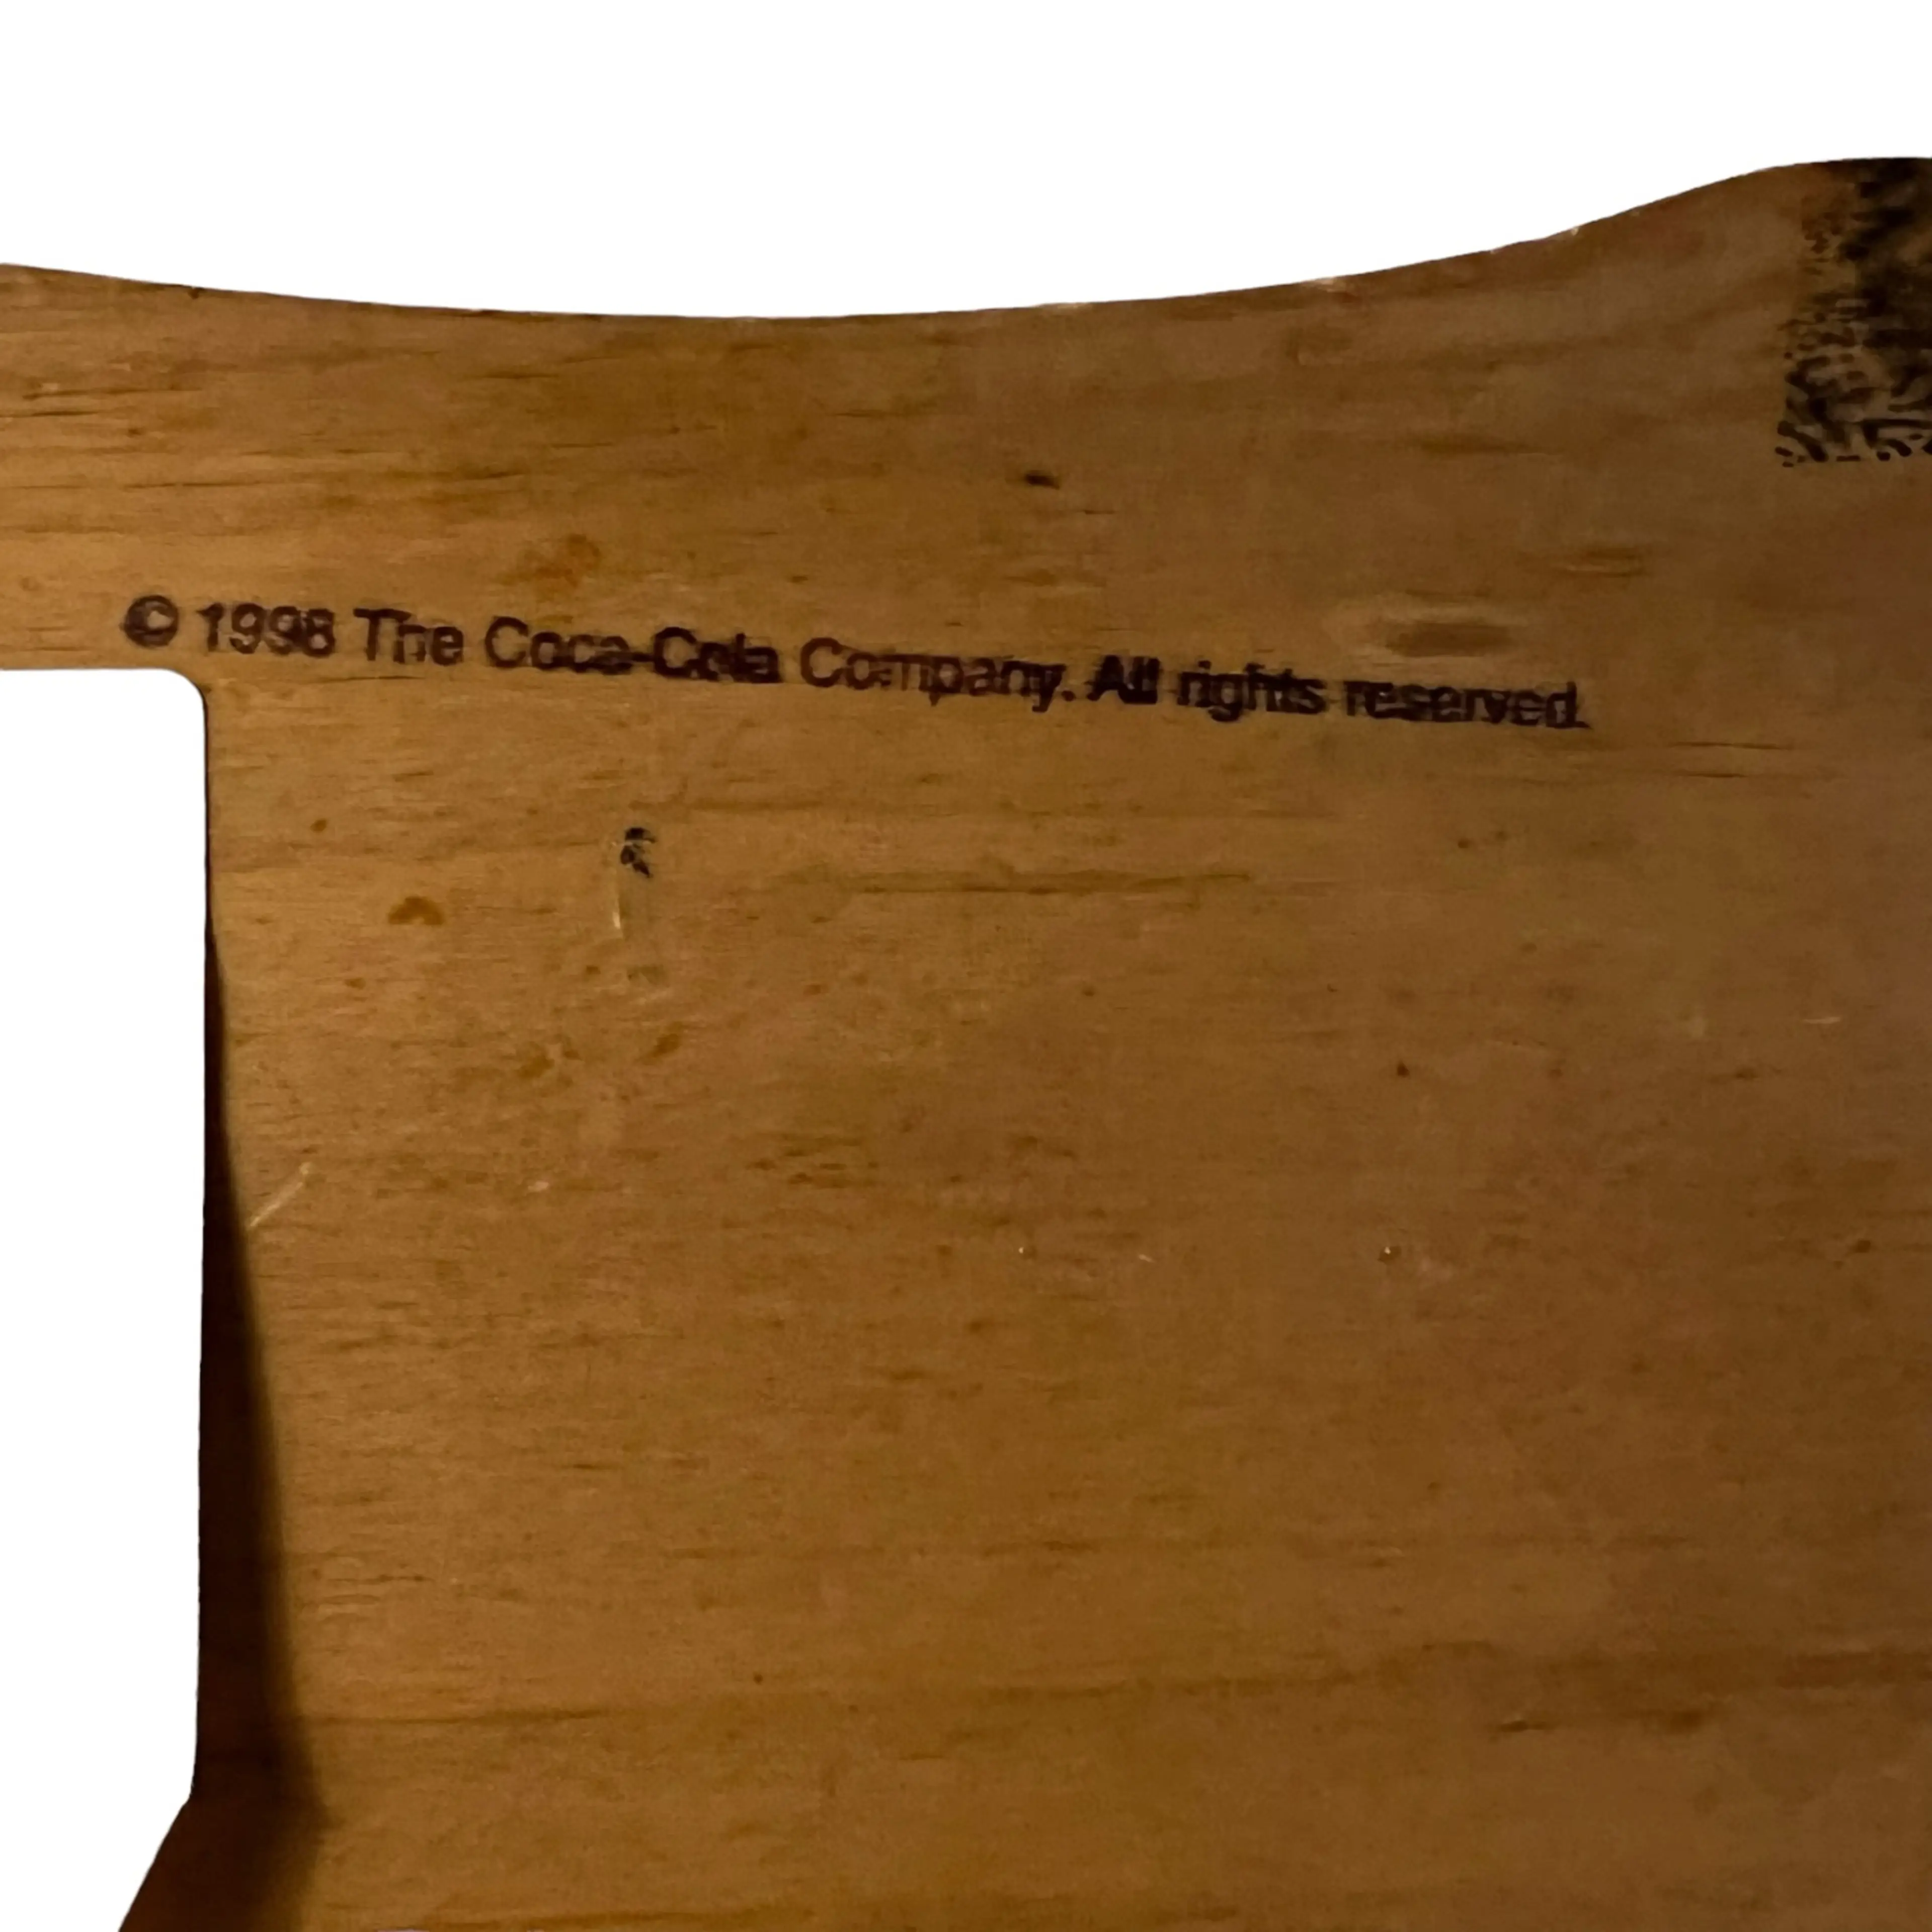 © 1998 The Coca-Cola Company. All rights reserved.